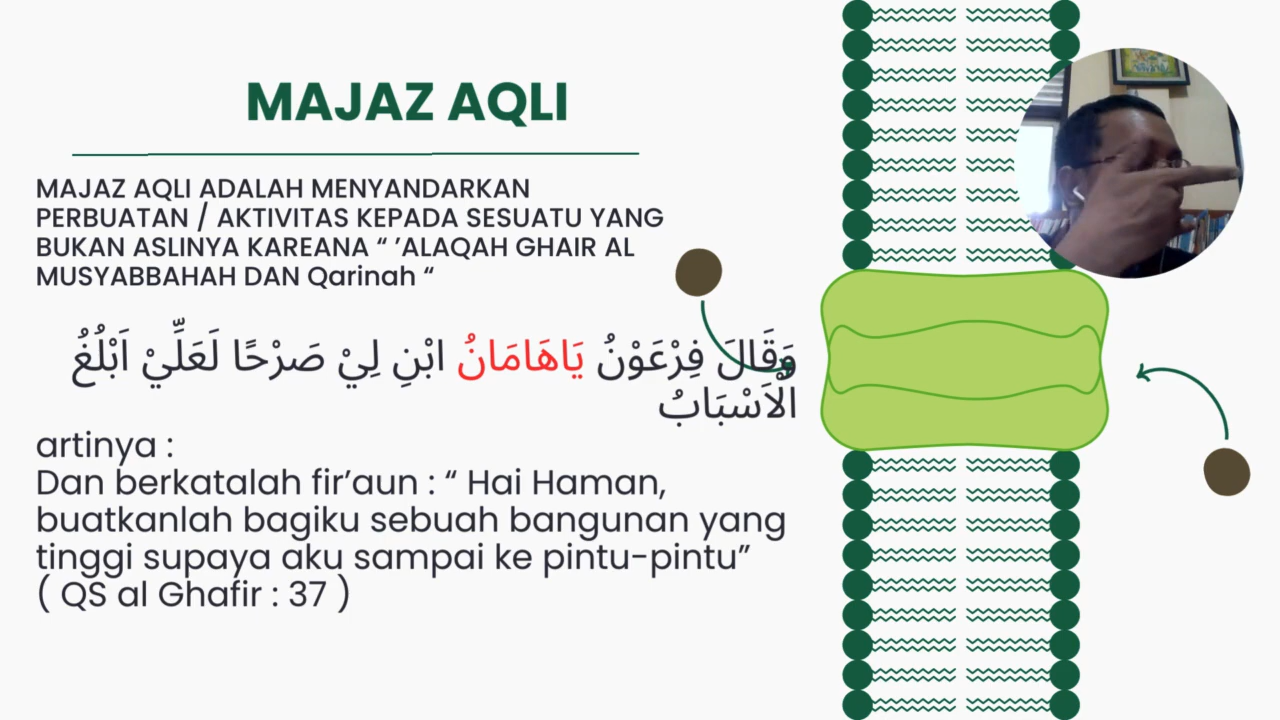 MAJAZ AQLI
MAJAZ AQLI ADALAH MENYANDARKAN
PERBUATAN / AKTIVITAS KEPADA SESUATU YANG
BUKAN ASLINYA KAREANA “ ’ALAQAH GHAIR AL
MUSYABBAHAH DAN Qarinah “
وَقَالَ فِرْعَوْنُ يَاهَامَانُ ابْنِ لِيْ صَرْحًا لَعَلِّيْ اَبْلُغُ
الْاَسْبَابُ
artinya :
Dan berkatalah fir’aun : “ Hai Haman,
buatkanlah bagiku sebuah bangunan yang
tinggi supaya aku sampai ke pintu-pintu”
( QS al Ghafir : 37 )